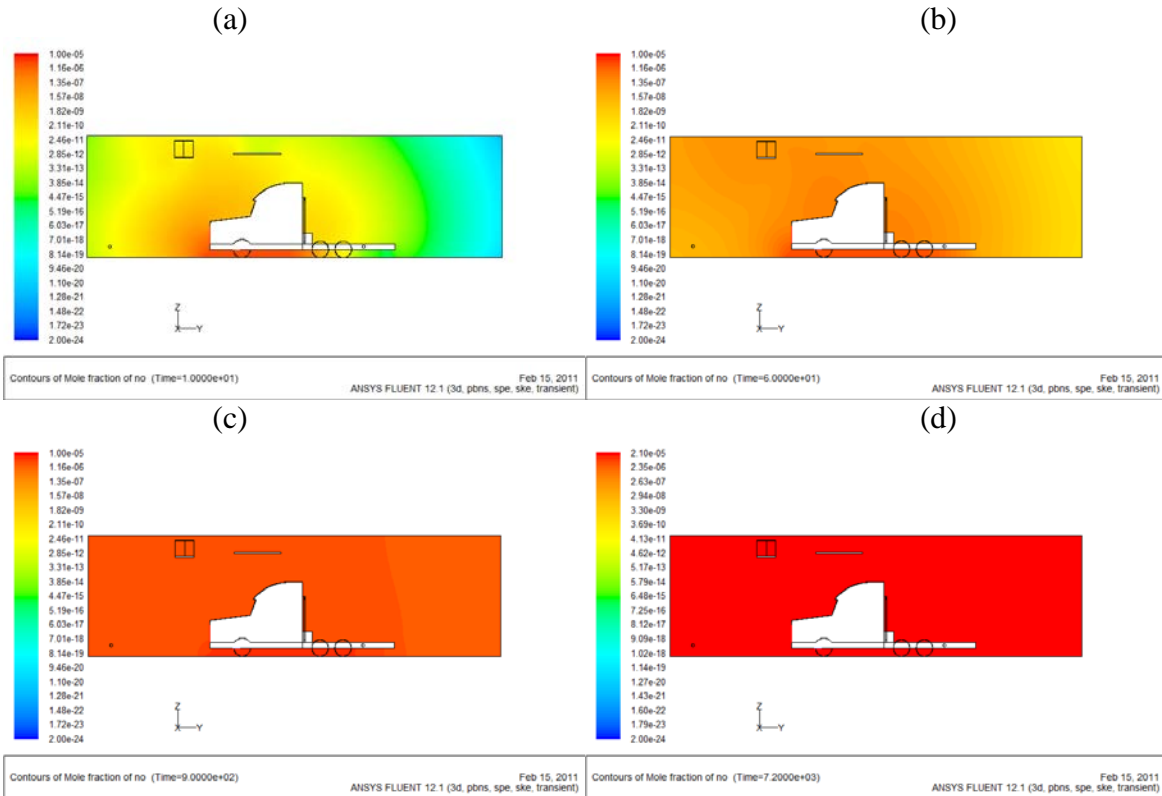 (a)
1.00e-05
1.16e-06
1.35e-07
1.57e-08
1.82e-09
2.11e-10
2.46e-11
2.85e-12
3.31e-13
3.85e-14
4.47e-15
5.19e-16
6.03e-17
7.01e-18
8.14e-19
9.46e-20
1.10e-20
1.28e-21
1.48e-22
1.72e-23
2.00e-24
Z
X Y
Contours of Mole fraction of no (Time=1.0000e+01)
Feb 15, 2011
ANSYS FLUENT 12.1 (3d, pbns, spe, ske, transient)
(b)
1.00e-05
1.16e-06
1.35e-07
1.57e-08
1.82e-09
2.11e-10
2.46e-11
2.85e-12
3.31e-13
3.85e-14
4.47e-15
5.19e-16
6.03e-17
7.01e-18
8.14e-19
9.46e-20
1.10e-20
1.28e-21
1.48e-22
1.72e-23
2.00e-24
Z
X Y
Contours of Mole fraction of no (Time=6.0000e+01)
Feb 15, 2011
ANSYS FLUENT 12.1 (3d, pbns, spe, ske, transient)
(c)
1.00e-05
1.16e-06
1.35e-07
1.57e-08
1.82e-09
2.11e-10
2.46e-11
2.85e-12
3.31e-13
3.85e-14
4.47e-15
5.19e-16
6.03e-17
7.01e-18
8.14e-19
9.46e-20
1.10e-20
1.28e-21
1.48e-22
1.72e-23
2.00e-24
Z
X Y
Contours of Mole fraction of no (Time=9.0000e+02)
Feb 15, 2011
ANSYS FLUENT 12.1 (3d, pbns, spe, ske, transient)
(d)
2.10e-05
2.35e-06
2.63e-07
2.94e-08
3.30e-09
3.69e-10
4.13e-11
4.62e-12
5.17e-13
5.79e-14
6.48e-15
7.25e-16
8.12e-17
9.09e-18
1.02e-18
1.14e-19
1.27e-20
1.43e-21
1.60e-22
1.79e-23
2.00e-24
Z
X Y
Contours of Mole fraction of no (Time=7.2000e+03)
Feb 15, 2011
ANSYS FLUENT 12.1 (3d, pbns, spe, ske, transient)